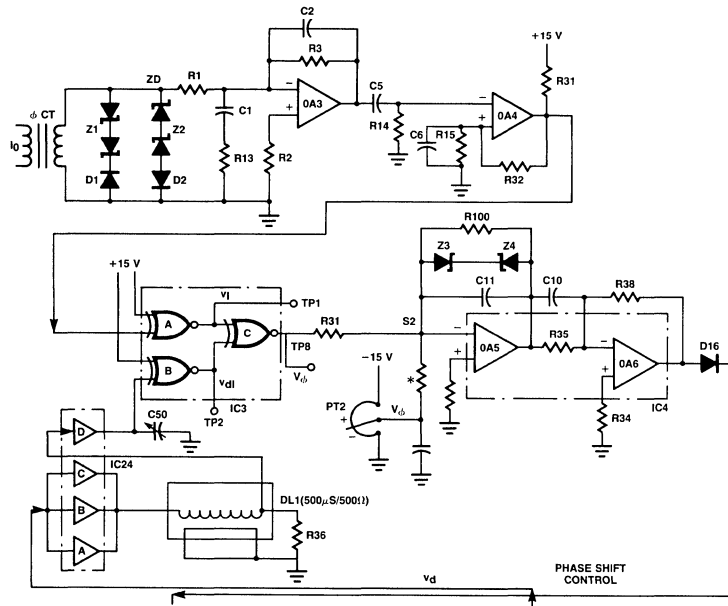 C2
+15 V
R3
ZD
R1
C5
R31
ϕ CT
Z1
Z2
C1
0A3
0A4
I0
R14
C6
R15
D1
D2
R13
R2
R32
R100
Z3
Z4
+15 V
vI
TP1
C11
C10
R38
A
C
R31
S2
TP8
0A5
R35
0A6
D16
B
−15 V
*
vdI
Vϕ
TP2
IC3
PT2
Vϕ
IC4
R34
D
C50
C
IC24
DL1(500µS/500Ω)
B
R36
A
vd
PHASE SHIFT
CONTROL